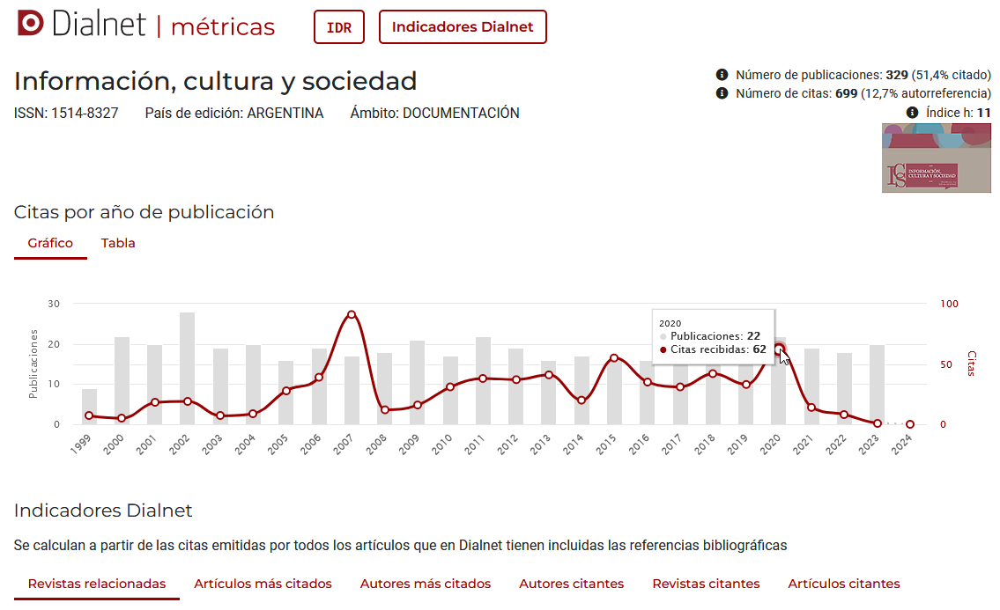 Dialnet | métricas
IDR
Indicadores Dialnet
Información, cultura y sociedad
ISSN: 1514-8327 País de edición: ARGENTINA Ámbito: DOCUMENTACIÓN
Número de publicaciones: 329 (51,4% citado)
Número de citas: 699 (12,7% autorreferencia)
Índice h: 11
ICS
INFORMACIÓN,
CULTURA Y SOCIEDAD
Citas por año de publicación
Gráfico Tabla
30
20
10
0
Publicaciones
100
50
0
Citas
2020
Publicaciones: 22
Citas recibidas: 62
1999 2000 2001 2002 2003 2004 2005 2006 2007 2008 2009 2010 2011 2012 2013 2014 2015 2016 2017 2018 2019 2020 2021 2022 2023 2024
Indicadores Dialnet
Se calculan a partir de las citas emitidas por todos los artículos que en Dialnet tienen incluidas las referencias bibliográficas
Revistas relacionadas Artículos más citados Autores más citados Autores citantes Revistas citantes Artículos citantes